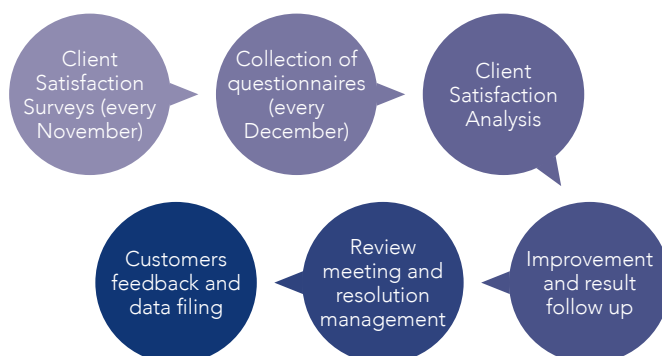 Client
Satisfaction
Surveys (every
November)
Collection of
questionnaires
(every
December)
Client
Satisfaction
Analysis
Improvement
and result
follow up
Review
meeting and
resolution
management
Customers
feedback and
data filing